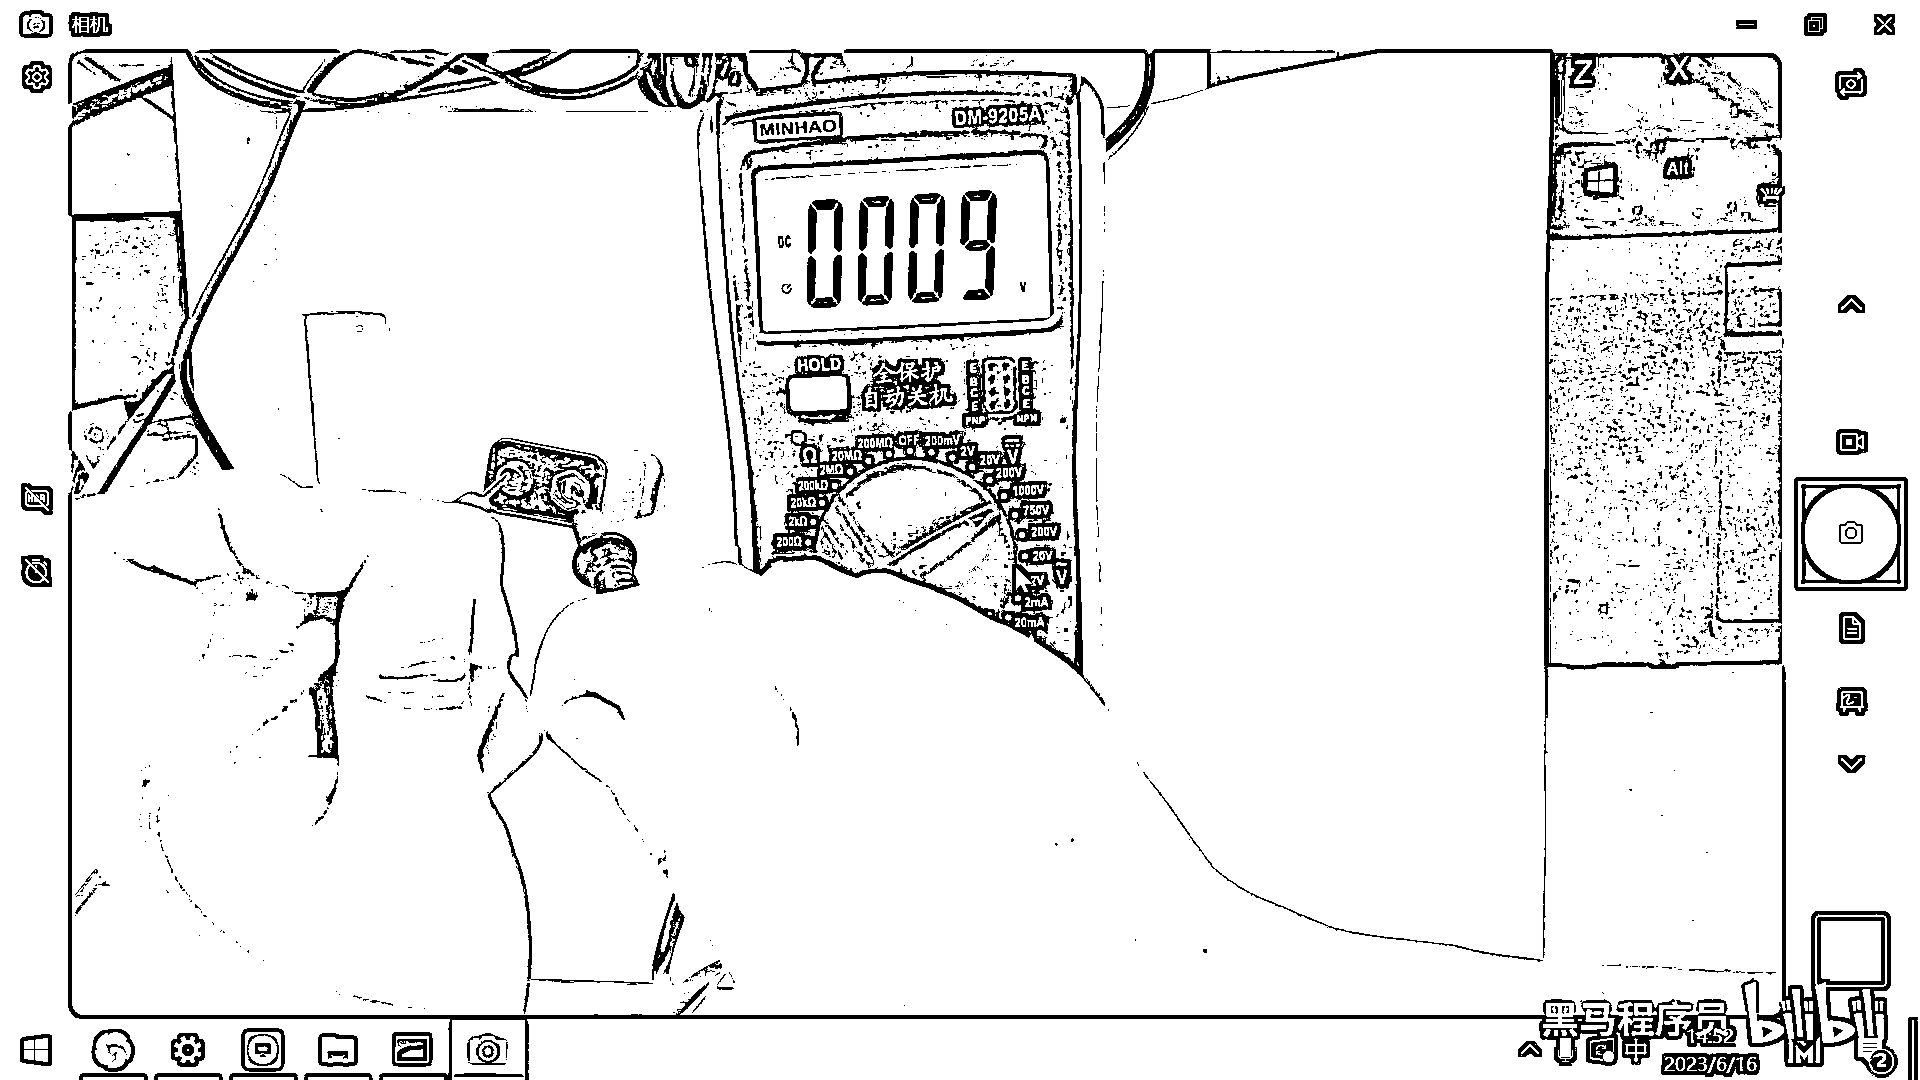 相机
Z X
MINHAO DM-9205A
Alt
0009
DC
V
HOLD 全保护
自动关机
E E
B B
C C
E E
PNP NPN
200MΩ OFF 200mV
Ω 20MΩ 2V
20V V
2MΩ 200V
200kΩ 1000V
20kΩ 750V
2kΩ 200V
200Ω 20V
2V V
2mA
20mA
黑马程序员 bilibili
中 14:52
2023/6/16
M
2